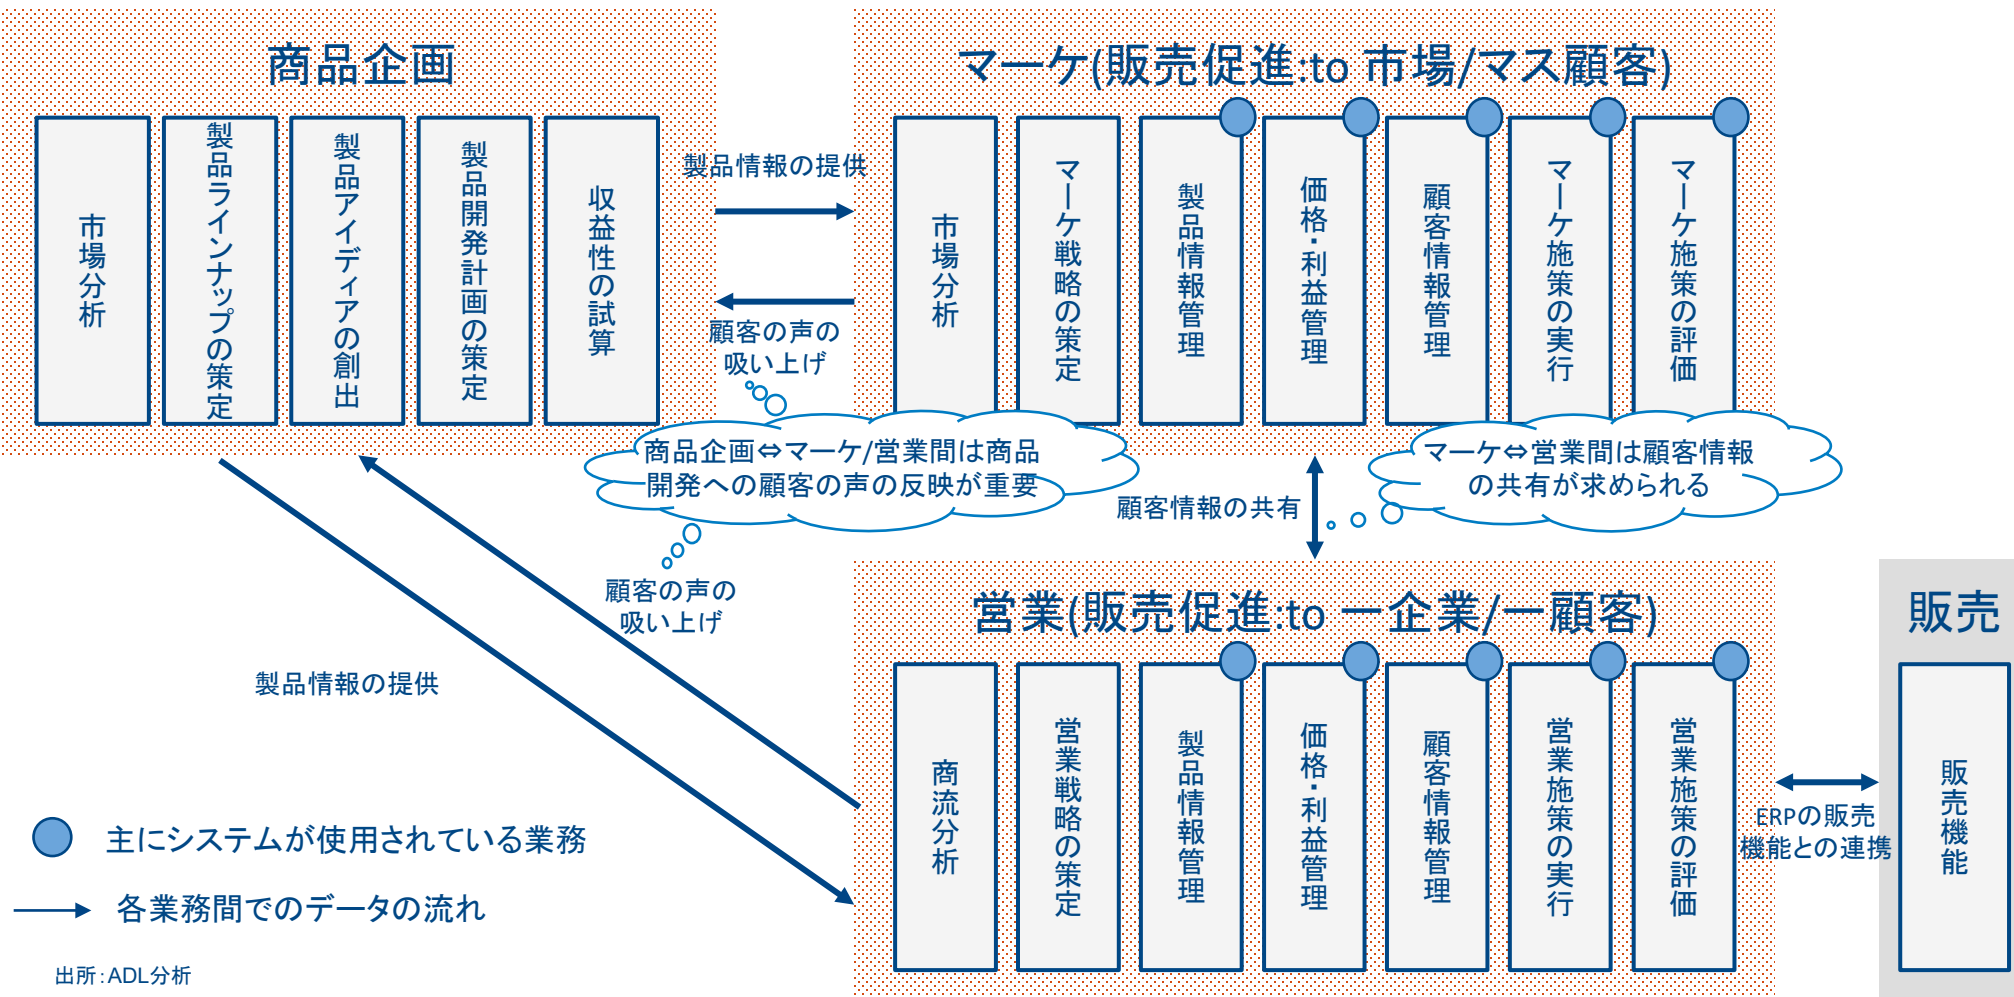 商品企画
市場分析
製品ラインナップの策定
製品アイディアの創出
製品開発計画の策定
収益性の試算
製品情報の提供
顧客の声の
吸い上げ
マーケ(販売促進:to 市場/マス顧客)
市場分析
マーケ戦略の策定
製品情報管理
価格・利益管理
顧客情報管理
マーケ施策の実行
マーケ施策の評価
商品企画⇔マーケ/営業間は商品
開発への顧客の声の反映が重要
マーケ⇔営業間は顧客情報
の共有が求められる
顧客情報の共有
顧客の声の
吸い上げ
製品情報の提供
営業(販売促進:to 一企業/一顧客)
商流分析
営業戦略の策定
製品情報管理
価格・利益管理
顧客情報管理
営業施策の実行
営業施策の評価
ERPの販売
機能との連携
販売
販売機能
主にシステムが使用されている業務
各業務間でのデータの流れ
出所：ADL分析